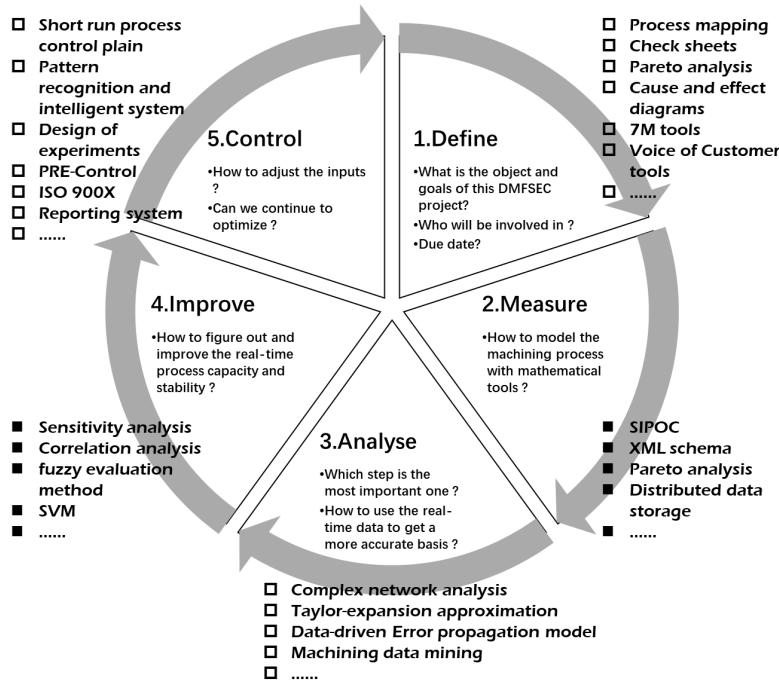 ☐ Short run process
control plain
☐ Pattern
recognition and
intelligent system
☐ Design of
experiments
☐ PRE-Control
☐ ISO 900X
☐ Reporting system
☐ ......
☐ Process mapping
☐ Check sheets
☐ Pareto analysis
☐ Cause and effect
diagrams
☐ 7M tools
☐ Voice of Customer
tools
☐ ......
5.Control
•How to adjust the inputs
?
•Can we continue to
optimize ?
1.Define
•What is the object and
goals of this DMFSEC
project?
•Who will be involved in ?
•Due date?
4.Improve
•How to figure out and
improve the real-time
process capacity and
stability ?
2.Measure
•How to model the
machining process
with mathematical
tools ?
3.Analyse
•Which step is the
most important one ?
•How to use the real-
time data to get a
more accurate basis ?
■ Sensitivity analysis
■ Correlation analysis
■ fuzzy evaluation
method
■ SVM
■ ......
■ SIPOC
■ XML schema
■ Pareto analysis
■ Distributed data
storage
■ ......
☐ Complex network analysis
☐ Taylor-expansion approximation
☐ Data-driven Error propagation model
☐ Machining data mining
☐ ......